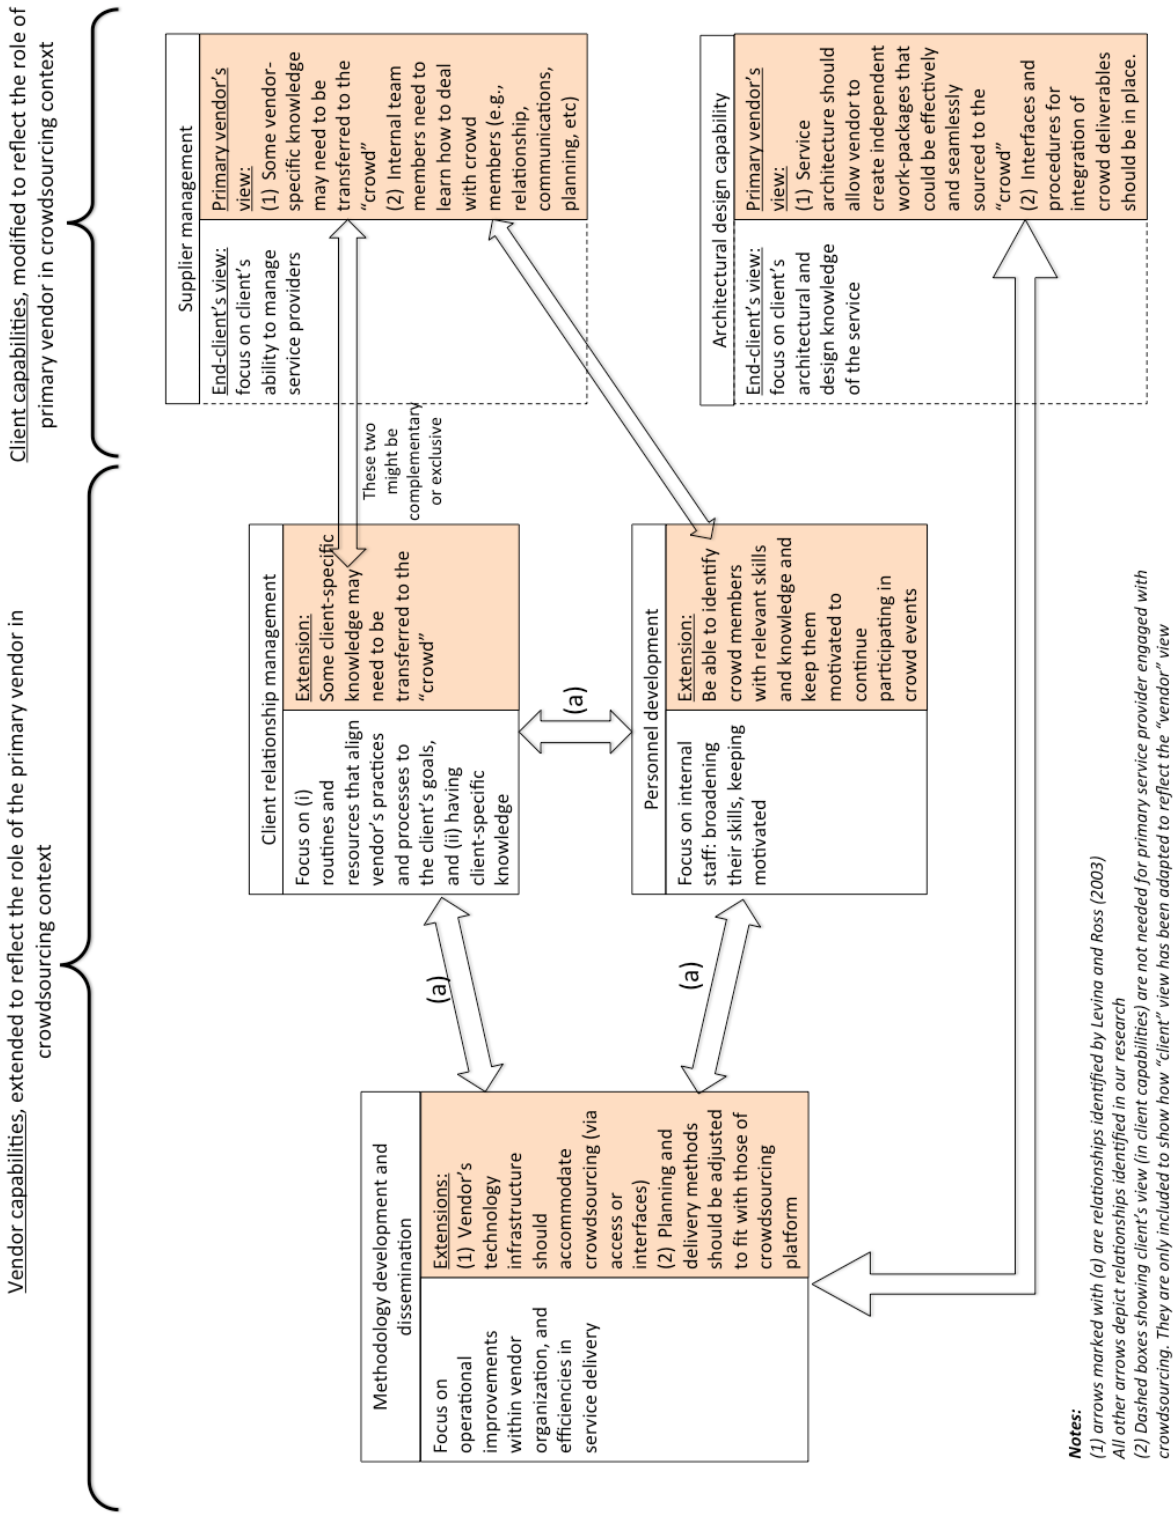 Vendor capabilities, extended to reflect the role of the primary vendor in
crowdsourcing context
Client capabilities, modified to reflect the role of
primary vendor in crowdsourcing context
Methodology development and
dissemination
Focus on
operational
improvements
within vendor
organization, and
efficiencies in
service delivery
Extensions:
(1) Vendor's
technology
infrastructure
should
accommodate
crowdsourcing (via
access or
interfaces)
(2) Planning and
delivery methods
should be adjusted
to fit with those of
crowdsourcing
platform
(a)
(a)
Client relationship management
Focus on (i)
routines and
resources that align
vendor's practices
and processes to
the client's goals,
and (ii) having
client-specific
knowledge
Extension:
Some client-specific
knowledge may
need to be
transferred to the
"crowd"
(a)
Personnel development
Focus on internal
staff: broadening
their skills, keeping
motivated
Extension:
Be able to identify
crowd members
with relevant skills
and knowledge and
keep them
motivated to
continue
participating in
crowd events
These two
might be
complementary
or exclusive
Supplier management
End-client's view:
focus on client's
ability to manage
service providers
Primary vendor's
view:
(1) Some vendor-
specific knowledge
may need to be
transferred to the
"crowd"
(2) Internal team
members need to
learn how to deal
with crowd
members (e.g.,
relationship,
communications,
planning, etc)
Architectural design capability
End-client's view:
focus on client's
architectural and
design knowledge
of the service
Primary vendor's
view:
(1) Service
architecture should
allow vendor to
create independent
work-packages that
could be effectively
and seamlessly
sourced to the
"crowd"
(2) Interfaces and
procedures for
integration of
crowd deliverables
should be in place.
Notes:
(1) arrows marked with (a) are relationships identified by Levina and Ross (2003)
All other arrows depict relationships identified in our research
(2) Dashed boxes showing client's view (in client capabilities) are not needed for primary service provider engaged with
crowdsourcing. They are only included to show how "client" view has been adapted to reflect the "vendor" view